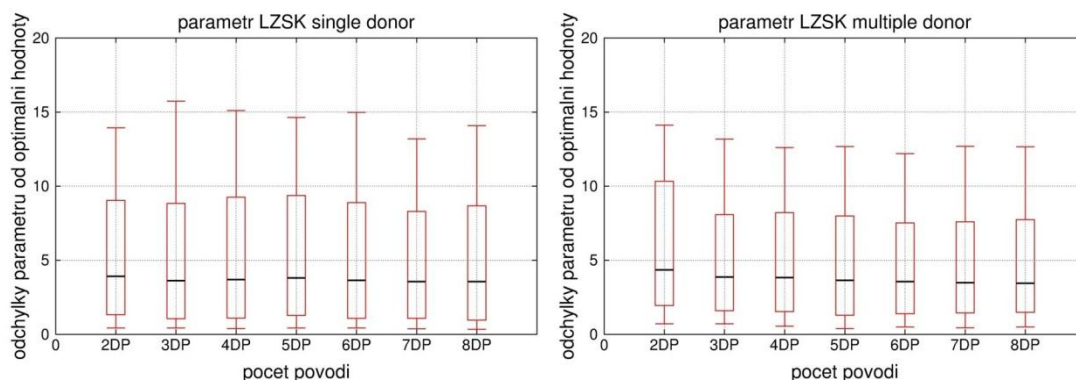 parametr LZSK single donor
odchylky parametru od optimalni hodnoty
20
15
10
5
0
0 2DP 3DP 4DP 5DP 6DP 7DP 8DP
pocet povodi
parametr LZSK multiple donor
odchylky parametru od optimalni hodnoty
20
15
10
5
0
0 2DP 3DP 4DP 5DP 6DP 7DP 8DP
pocet povodi